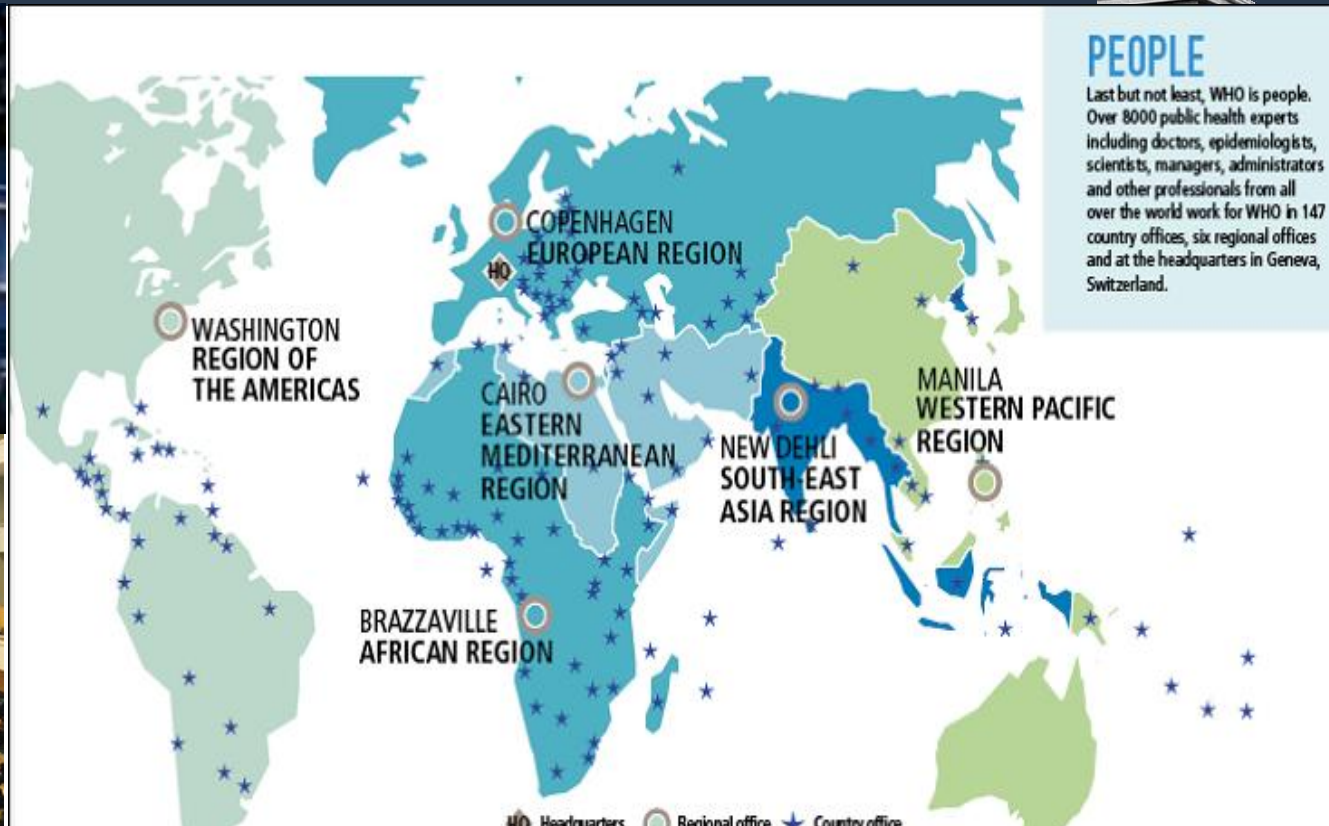 PEOPLE
Last but not least, WHO is people.
Over 8000 public health experts
including doctors, epidemiologists,
scientists, managers, administrators
and other professionals from all
over the world work for WHO in 147
country offices, six regional offices
and at the headquarters in Geneva,
Switzerland.
COPENHAGEN
EUROPEAN REGION
HQ
WASHINGTON
REGION OF
THE AMERICAS
CAIRO
EASTERN
MEDITERRANEAN
REGION
NEW DEHLI
SOUTH-EAST
ASIA REGION
MANILA
WESTERN PACIFIC
REGION
BRAZZAVILLE
AFRICAN REGION
HQ Headquarters Regional office Country office